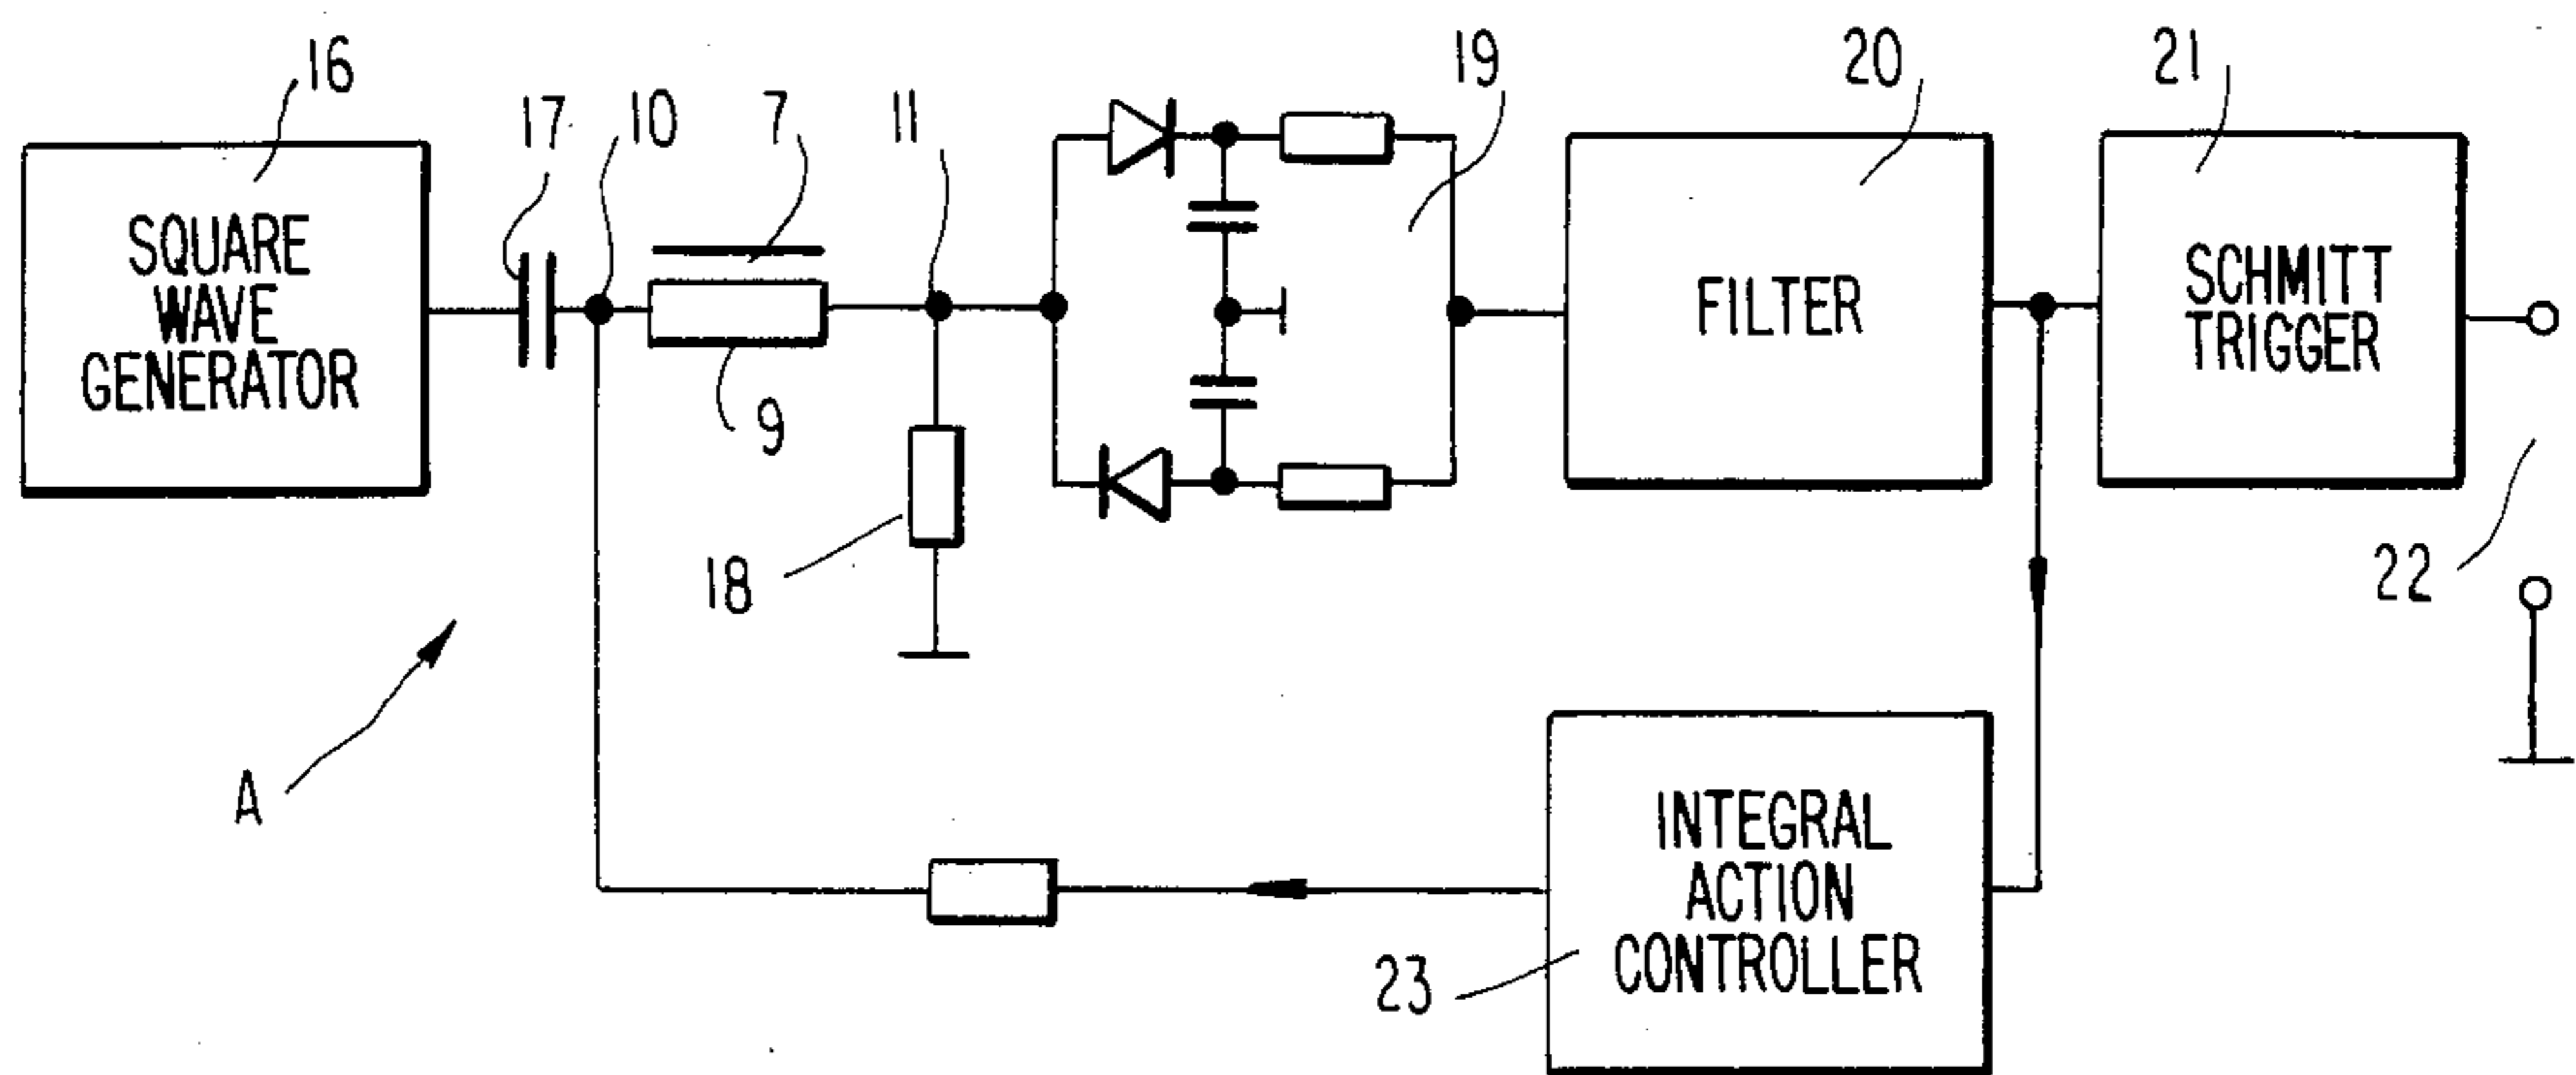 16
17
10
7
11
19
20
21
SQUARE
WAVE
GENERATOR
FILTER
SCHMITT
TRIGGER
9
18
22
A
INTEGRAL
ACTION
CONTROLLER
23